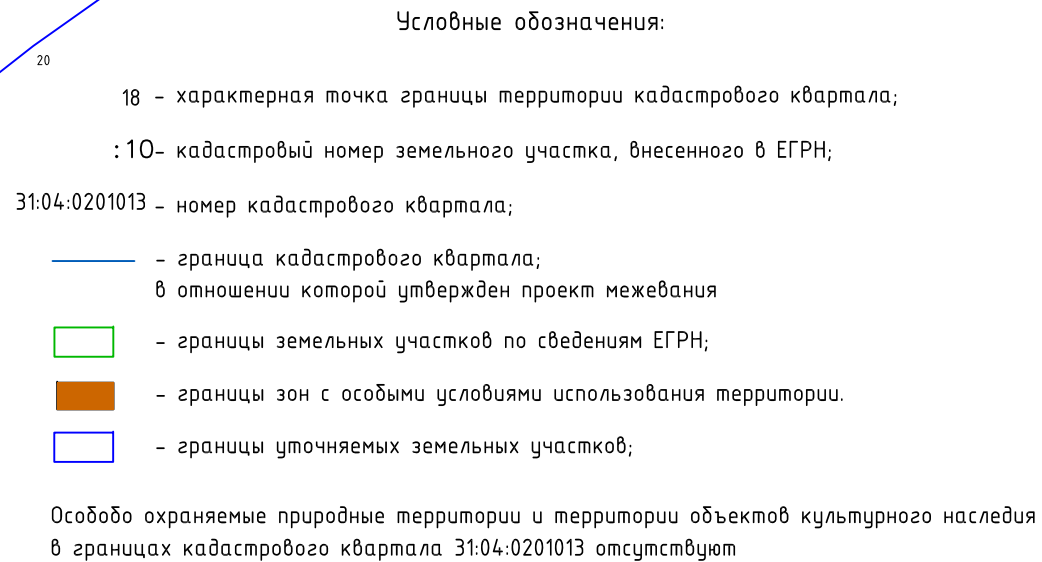 Условные обозначения:
20
18 – характерная точка границы территории кадастрового квартала;
:10– кадастровый номер земельного участка, внесенного в ЕГРН;
31:04:0201013 – номер кадастрового квартала;
– граница кадастрового квартала;
в отношении которой утвержден проект межевания
– границы земельных участков по сведениям ЕГРН;
– границы зон с особыми условиями использования территории.
– границы уточняемых земельных участков;
Особобо охраняемые природные территории и территории объектов культурного наследия
в границах кадастрового квартала 31:04:0201013 отсутствуют